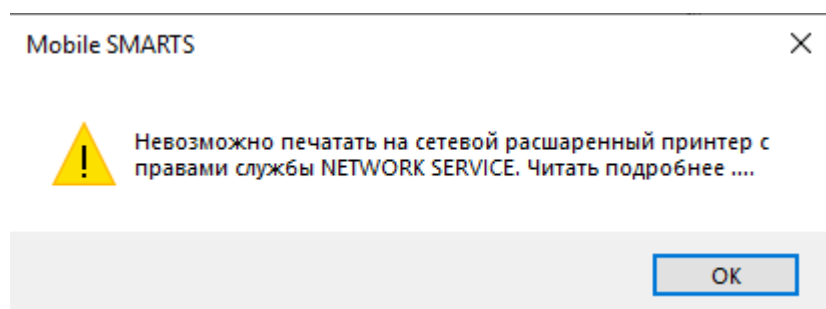 Mobile SMARTS
Невозможно печатать на сетевой расшаренный принтер с
правами службы NETWORK SERVICE. Читать подробнее ....
OK